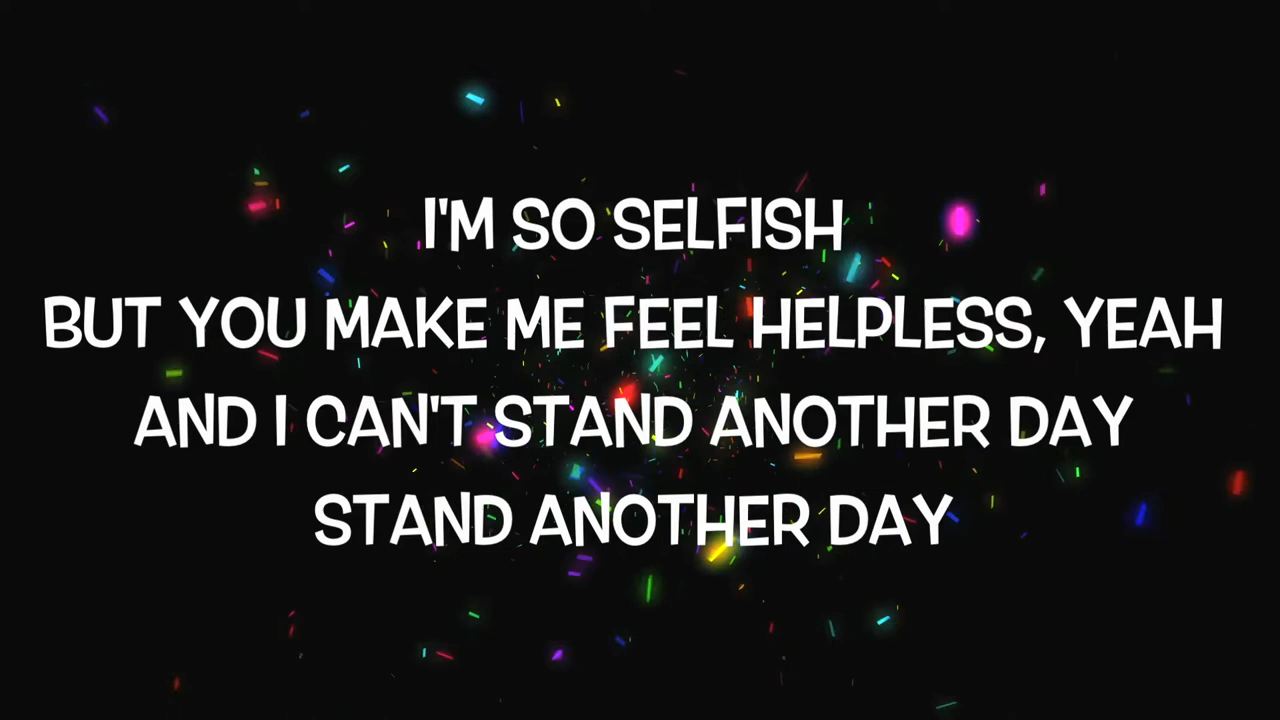 I'M SO SELFISH
BUT YOU MAKE ME FEEL HELPLESS, YEAH
AND I CAN'T STAND ANOTHER DAY
STAND ANOTHER DAY